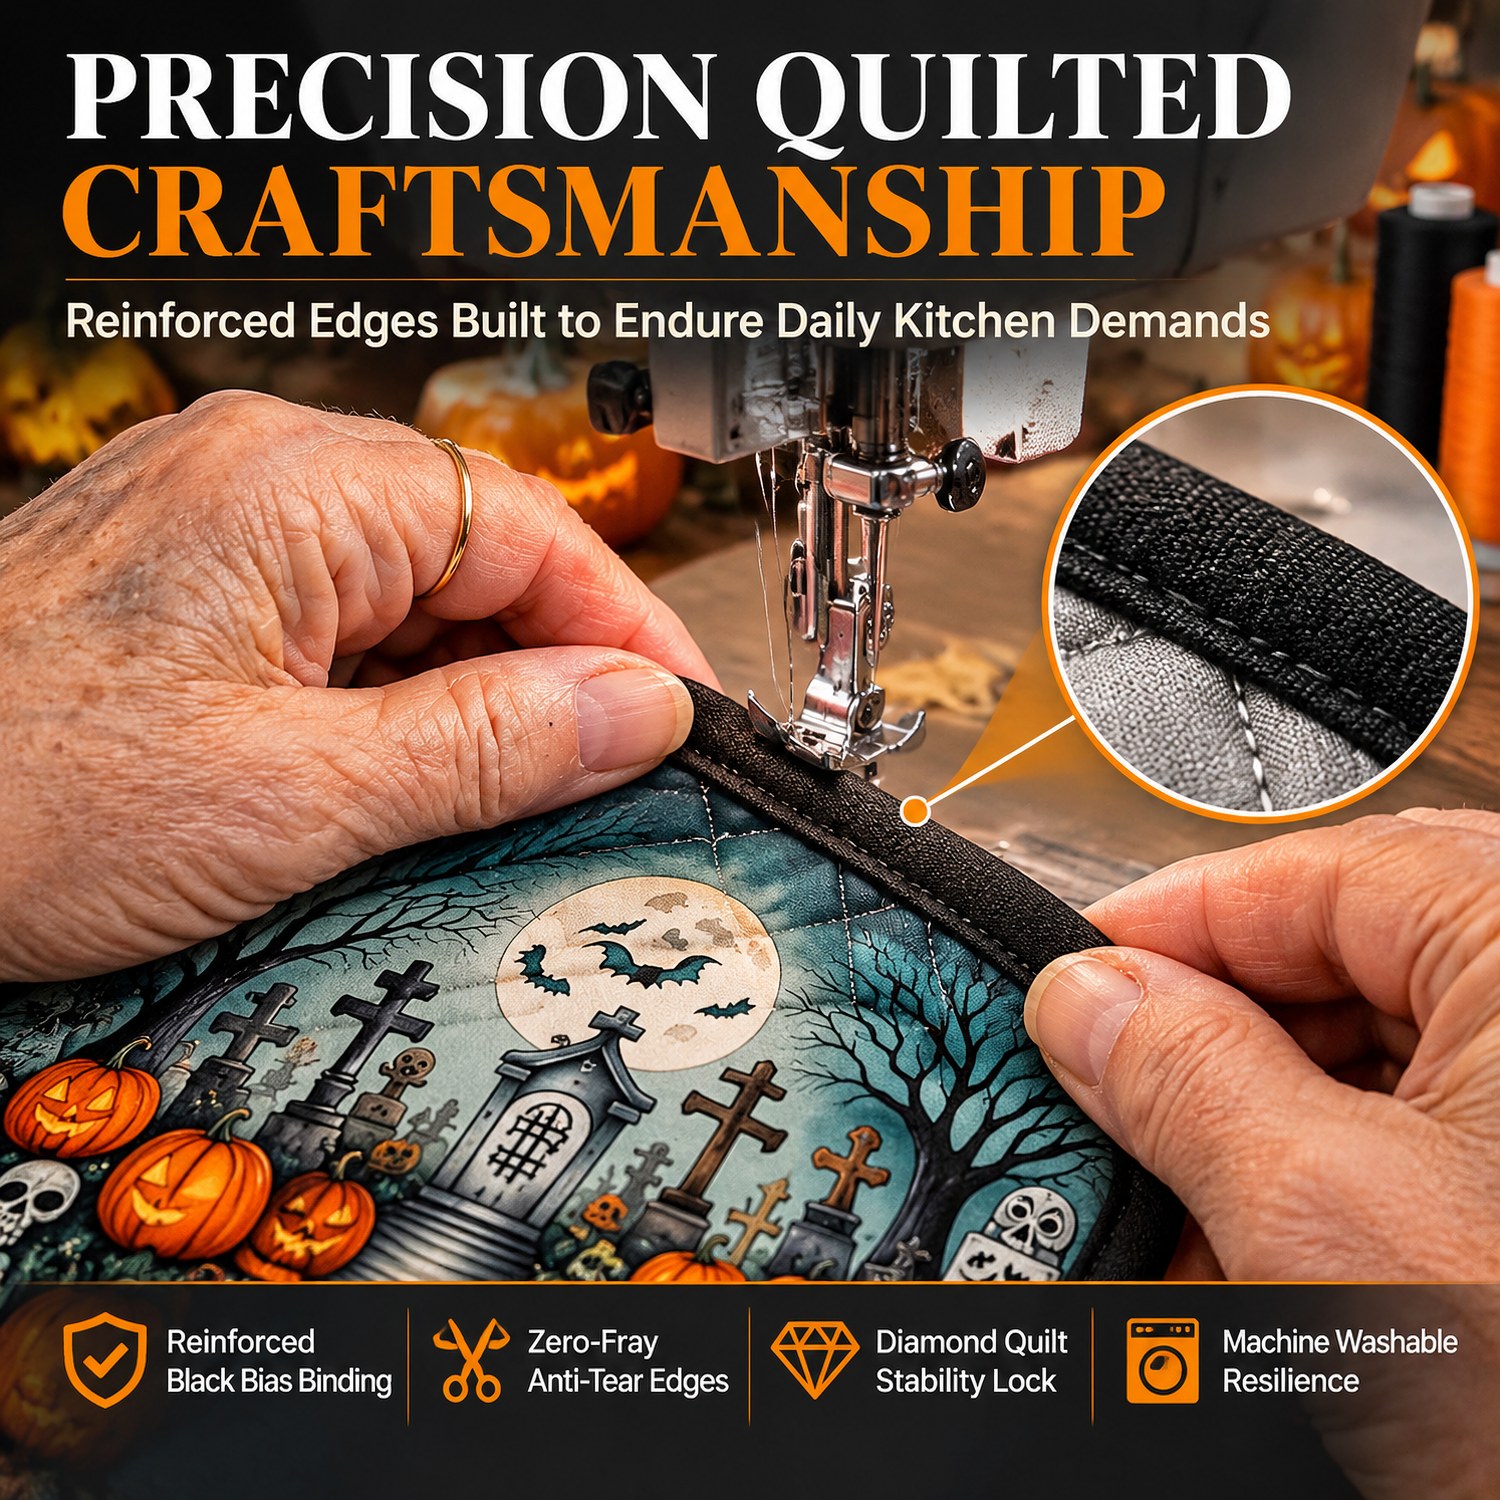 PRECISION QUILTED
CRAFTSMANSHIP
Reinforced Edges Built to Endure Daily Kitchen Demands
Reinforced
Black Bias Binding
Zero-Fray
Anti-Tear Edges
Diamond Quilt
Stability Lock
Machine Washable
Resilience